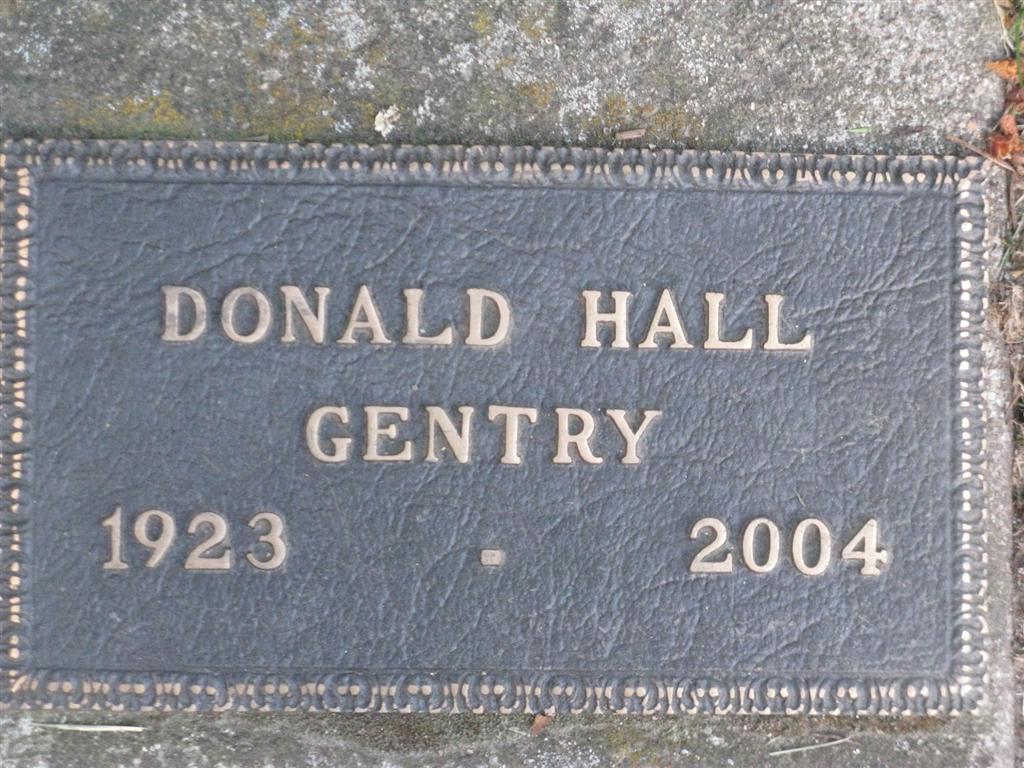 DONALD HALL
GENTRY
1923 - 2004